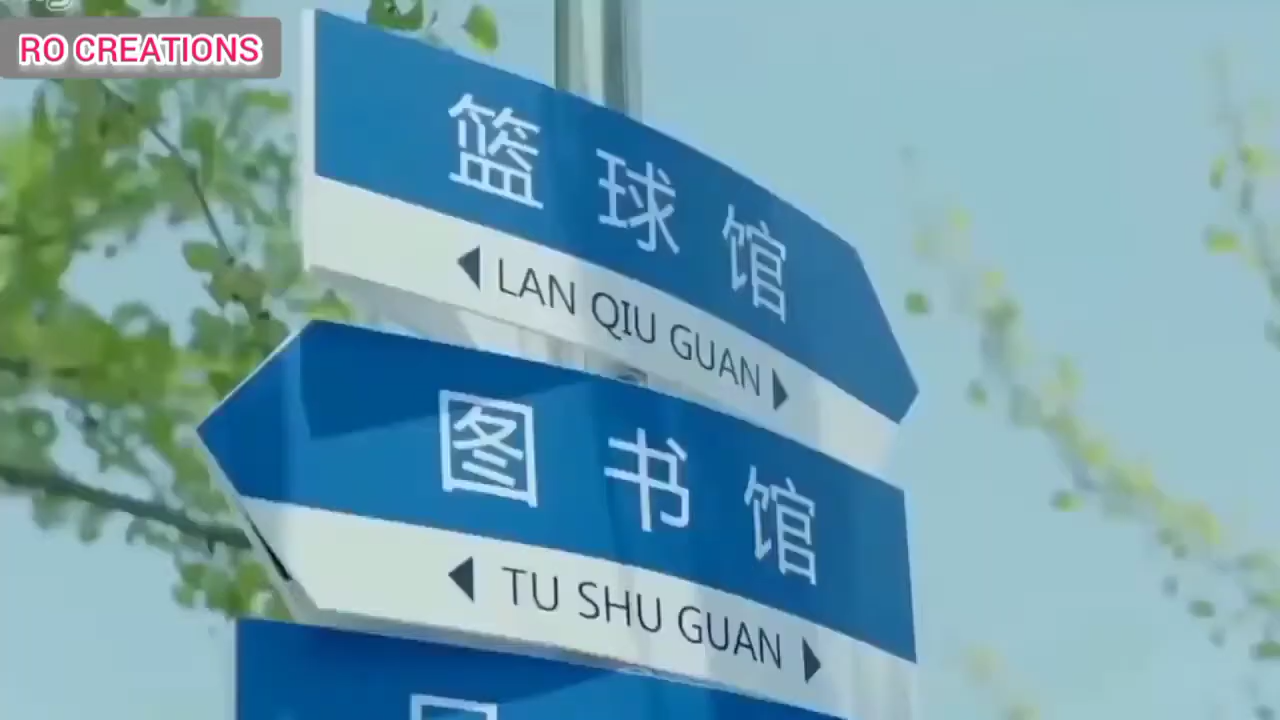 RO CREATIONS
篮球馆
LAN QIU GUAN
图书馆
TU SHU GUAN